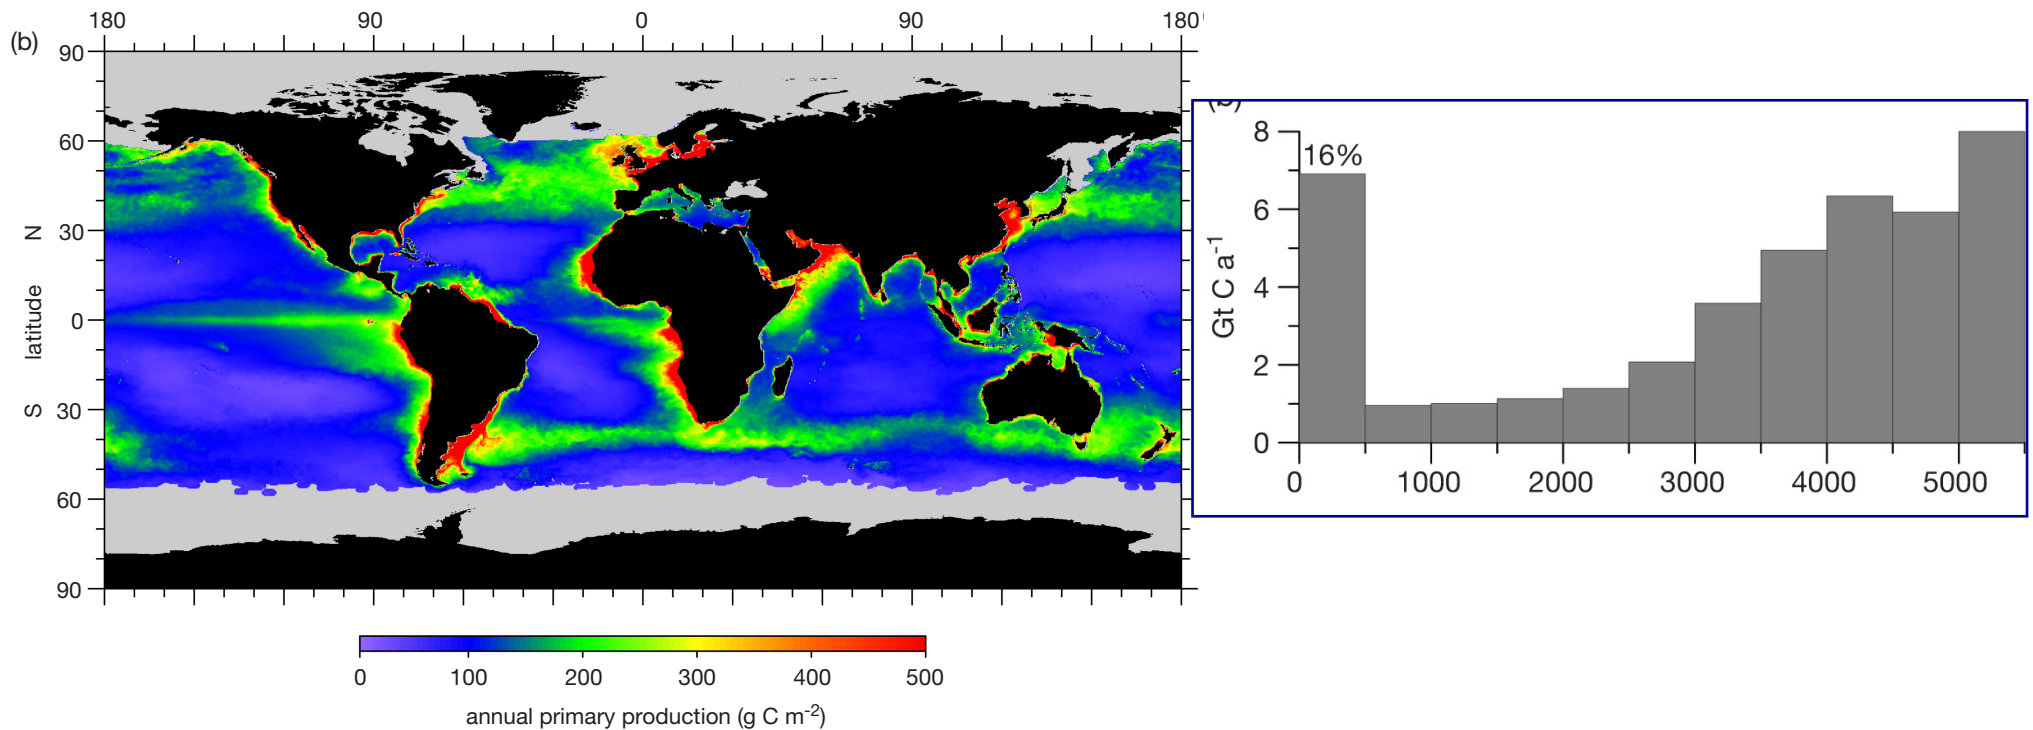 180 90 0 90 180
(b)
90
60
30
0
30
60
90
S latitude N
0 100 200 300 400 500
annual primary production (g C m-2)
(b)
8
6
4
2
0
16%
Gt C a-1
0 1000 2000 3000 4000 5000